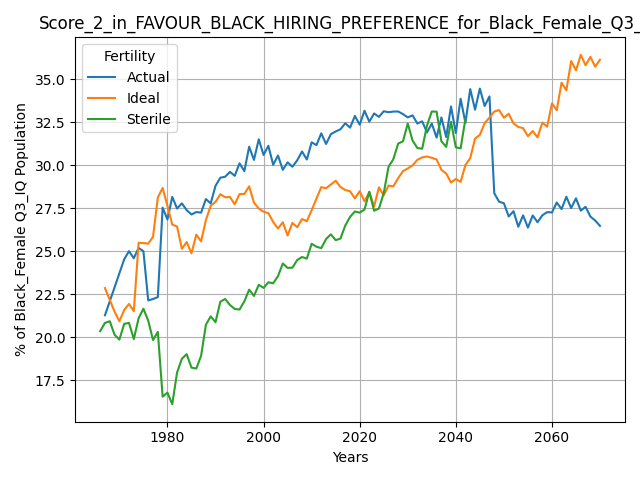 Score_2_in_FAVOUR_BLACK_HIRING_PREFERENCE_for_Black_Female_Q3_
Fertility
Actual
Ideal
Sterile
35.0
32.5
30.0
27.5
25.0
22.5
20.0
17.5
% of Black_Female Q3_IQ Population
1980 2000 2020 2040 2060
Years